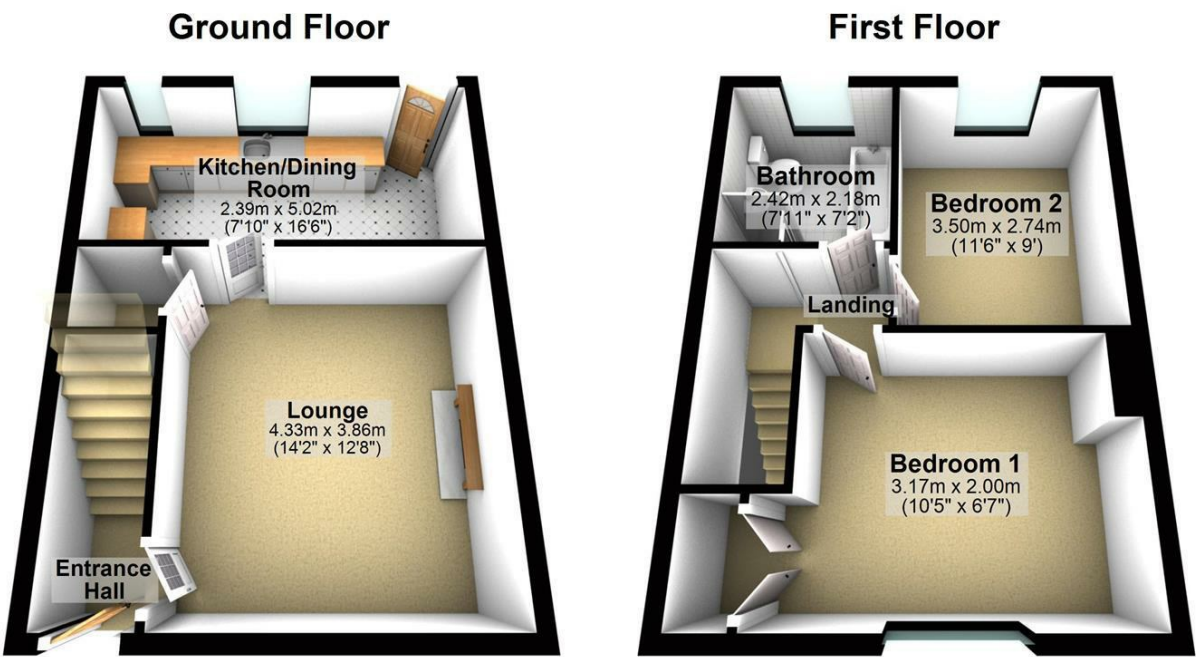 Ground Floor
Kitchen/Dining
Room
2.39m x 5.02m
(7'10" x 16'6")
Lounge
4.33m x 3.86m
(14'2" x 12'8")
Entrance
Hall
First Floor
Bathroom
2.42m x 2.18m
(7'11" x 7'2")
Bedroom 2
3.50m x 2.74m
(11'6" x 9')
Landing
Bedroom 1
3.17m x 2.00m
(10'5" x 6'7")